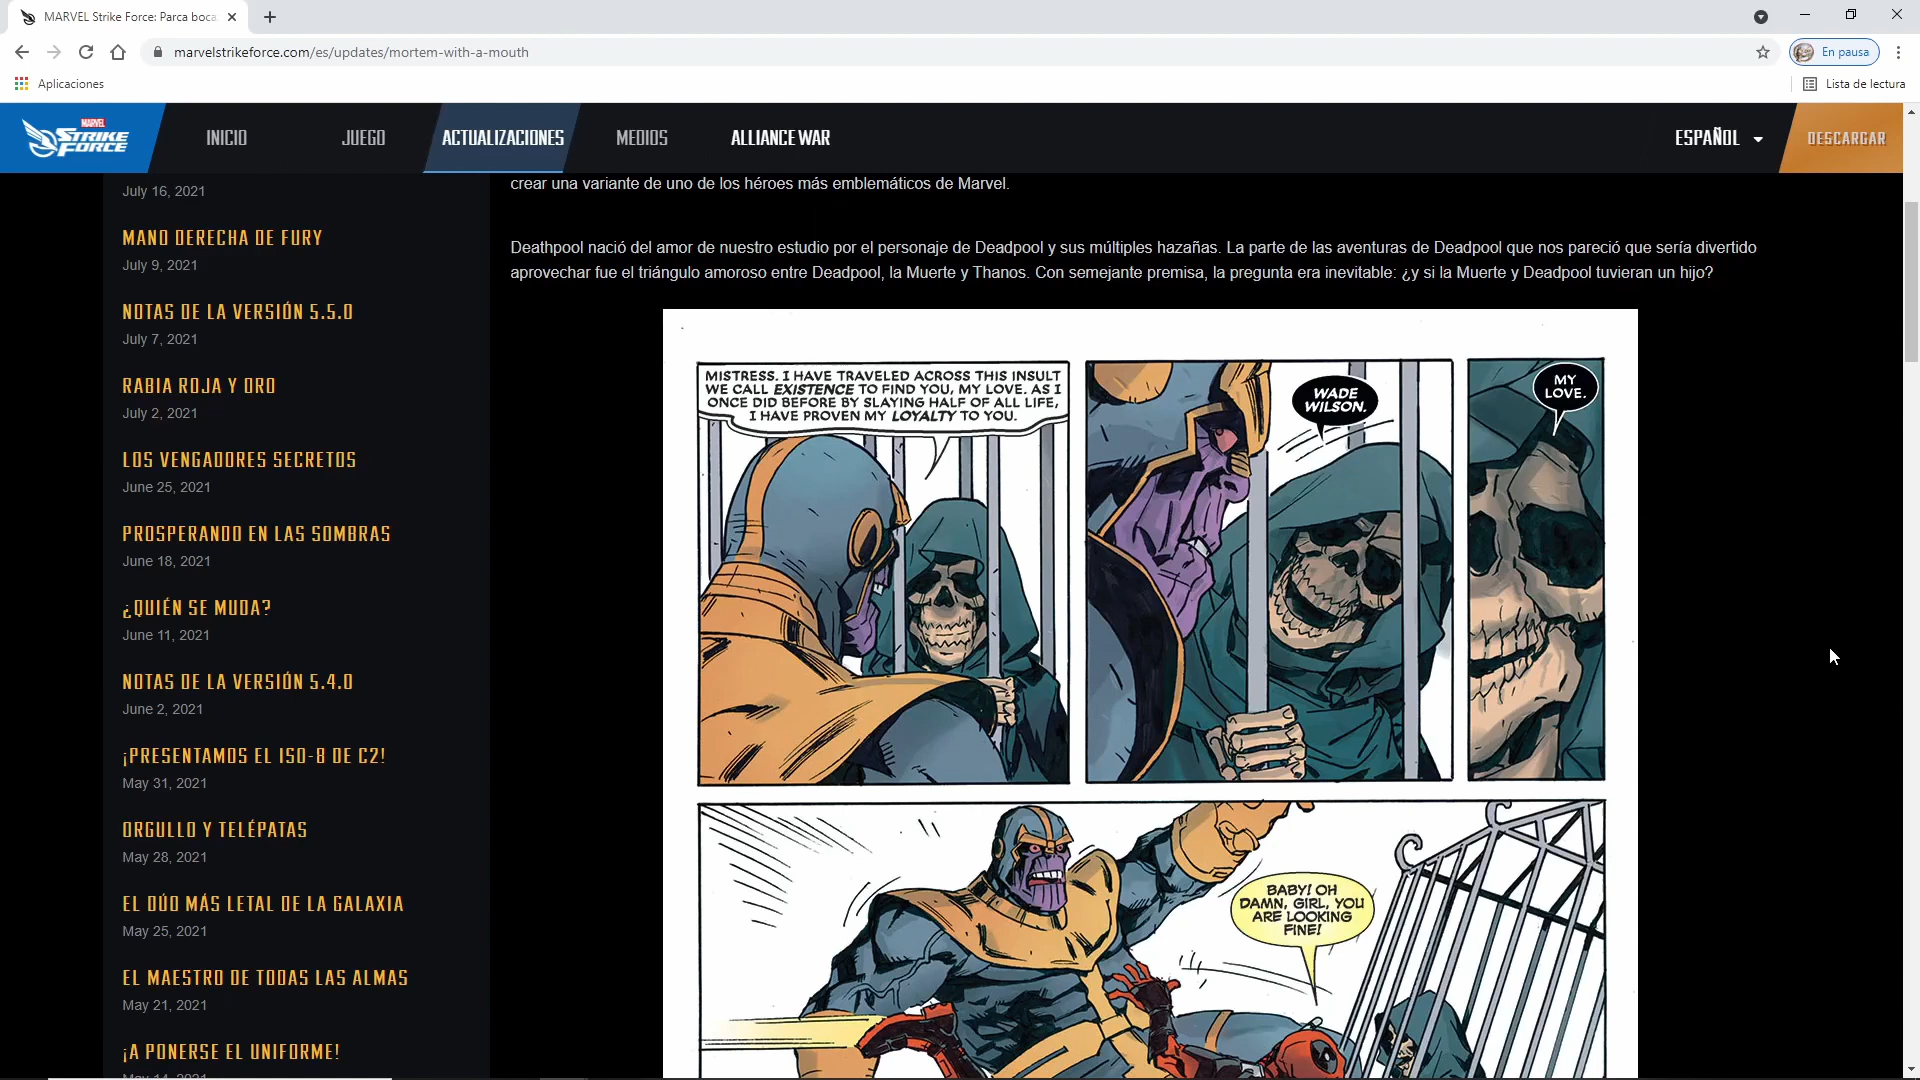 MARVEL Strike Force: Parca boca
marvelstrikeforce.com/es/updates/mortem-with-a-mouth
En pausa
Aplicaciones
Lista de lectura
MARVEL
STRIKE
FORCE
INICIO
JUEGO
ACTUALIZACIONES
MEDIOS
ALLIANCE WAR
ESPAÑOL
DESCARGAR
July 16, 2021
MANO DERECHA DE FURY
July 9, 2021
NOTAS DE LA VERSIÓN 5.5.0
July 7, 2021
RABIA ROJA Y ORO
July 2, 2021
LOS VENGADORES SECRETOS
June 25, 2021
PROSPERANDO EN LAS SOMBRAS
June 18, 2021
¿QUIÉN SE MUDA?
June 11, 2021
NOTAS DE LA VERSIÓN 5.4.0
June 2, 2021
¡PRESENTAMOS EL ISO-8 DE C2!
May 31, 2021
ORGULLO Y TELÉPATAS
May 28, 2021
EL DÚO MÁS LETAL DE LA GALAXIA
May 25, 2021
EL MAESTRO DE TODAS LAS ALMAS
May 21, 2021
¡A PONERSE EL UNIFORME!
May 14, 2021
crear una variante de uno de los héroes más emblemáticos de Marvel.
Deathpool nació del amor de nuestro estudio por el personaje de Deadpool y sus múltiples hazañas. La parte de las aventuras de Deadpool que nos pareció que sería divertido
aprovechar fue el triángulo amoroso entre Deadpool, la Muerte y Thanos. Con semejante premisa, la pregunta era inevitable: ¿y si la Muerte y Deadpool tuvieran un hijo?
MISTRESS. I HAVE TRAVELED ACROSS THIS INSULT
WE CALL EXISTENCE TO FIND YOU, MY LOVE. AS I
ONCE DID BEFORE BY SLAYING HALF OF ALL LIFE,
I HAVE PROVEN MY LOYALTY TO YOU.
WADE
WILSON.
MY
LOVE.
BABY! OH
DAMN, GIRL, YOU
ARE LOOKING
FINE!